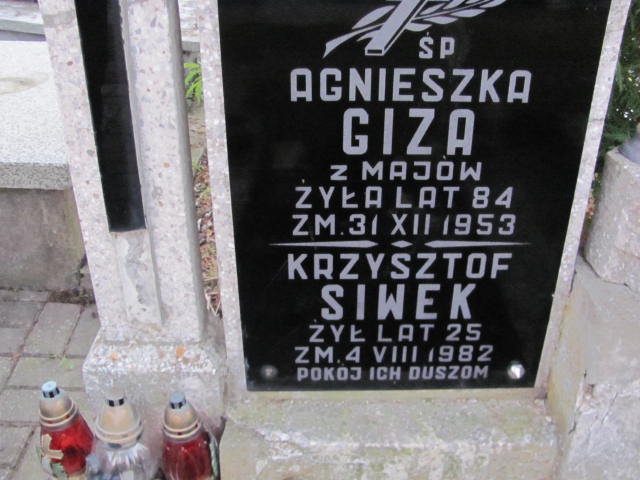 ŚP
AGNIESZKA
GIZA
z MAJÓW
ŻYŁA LAT 84
ZM. 31 XII 1953
KRZYSZTOF
SIWEK
ŻYŁ LAT 25
ZM. 4 VIII 1982
POKÓJ ICH DUSZOM